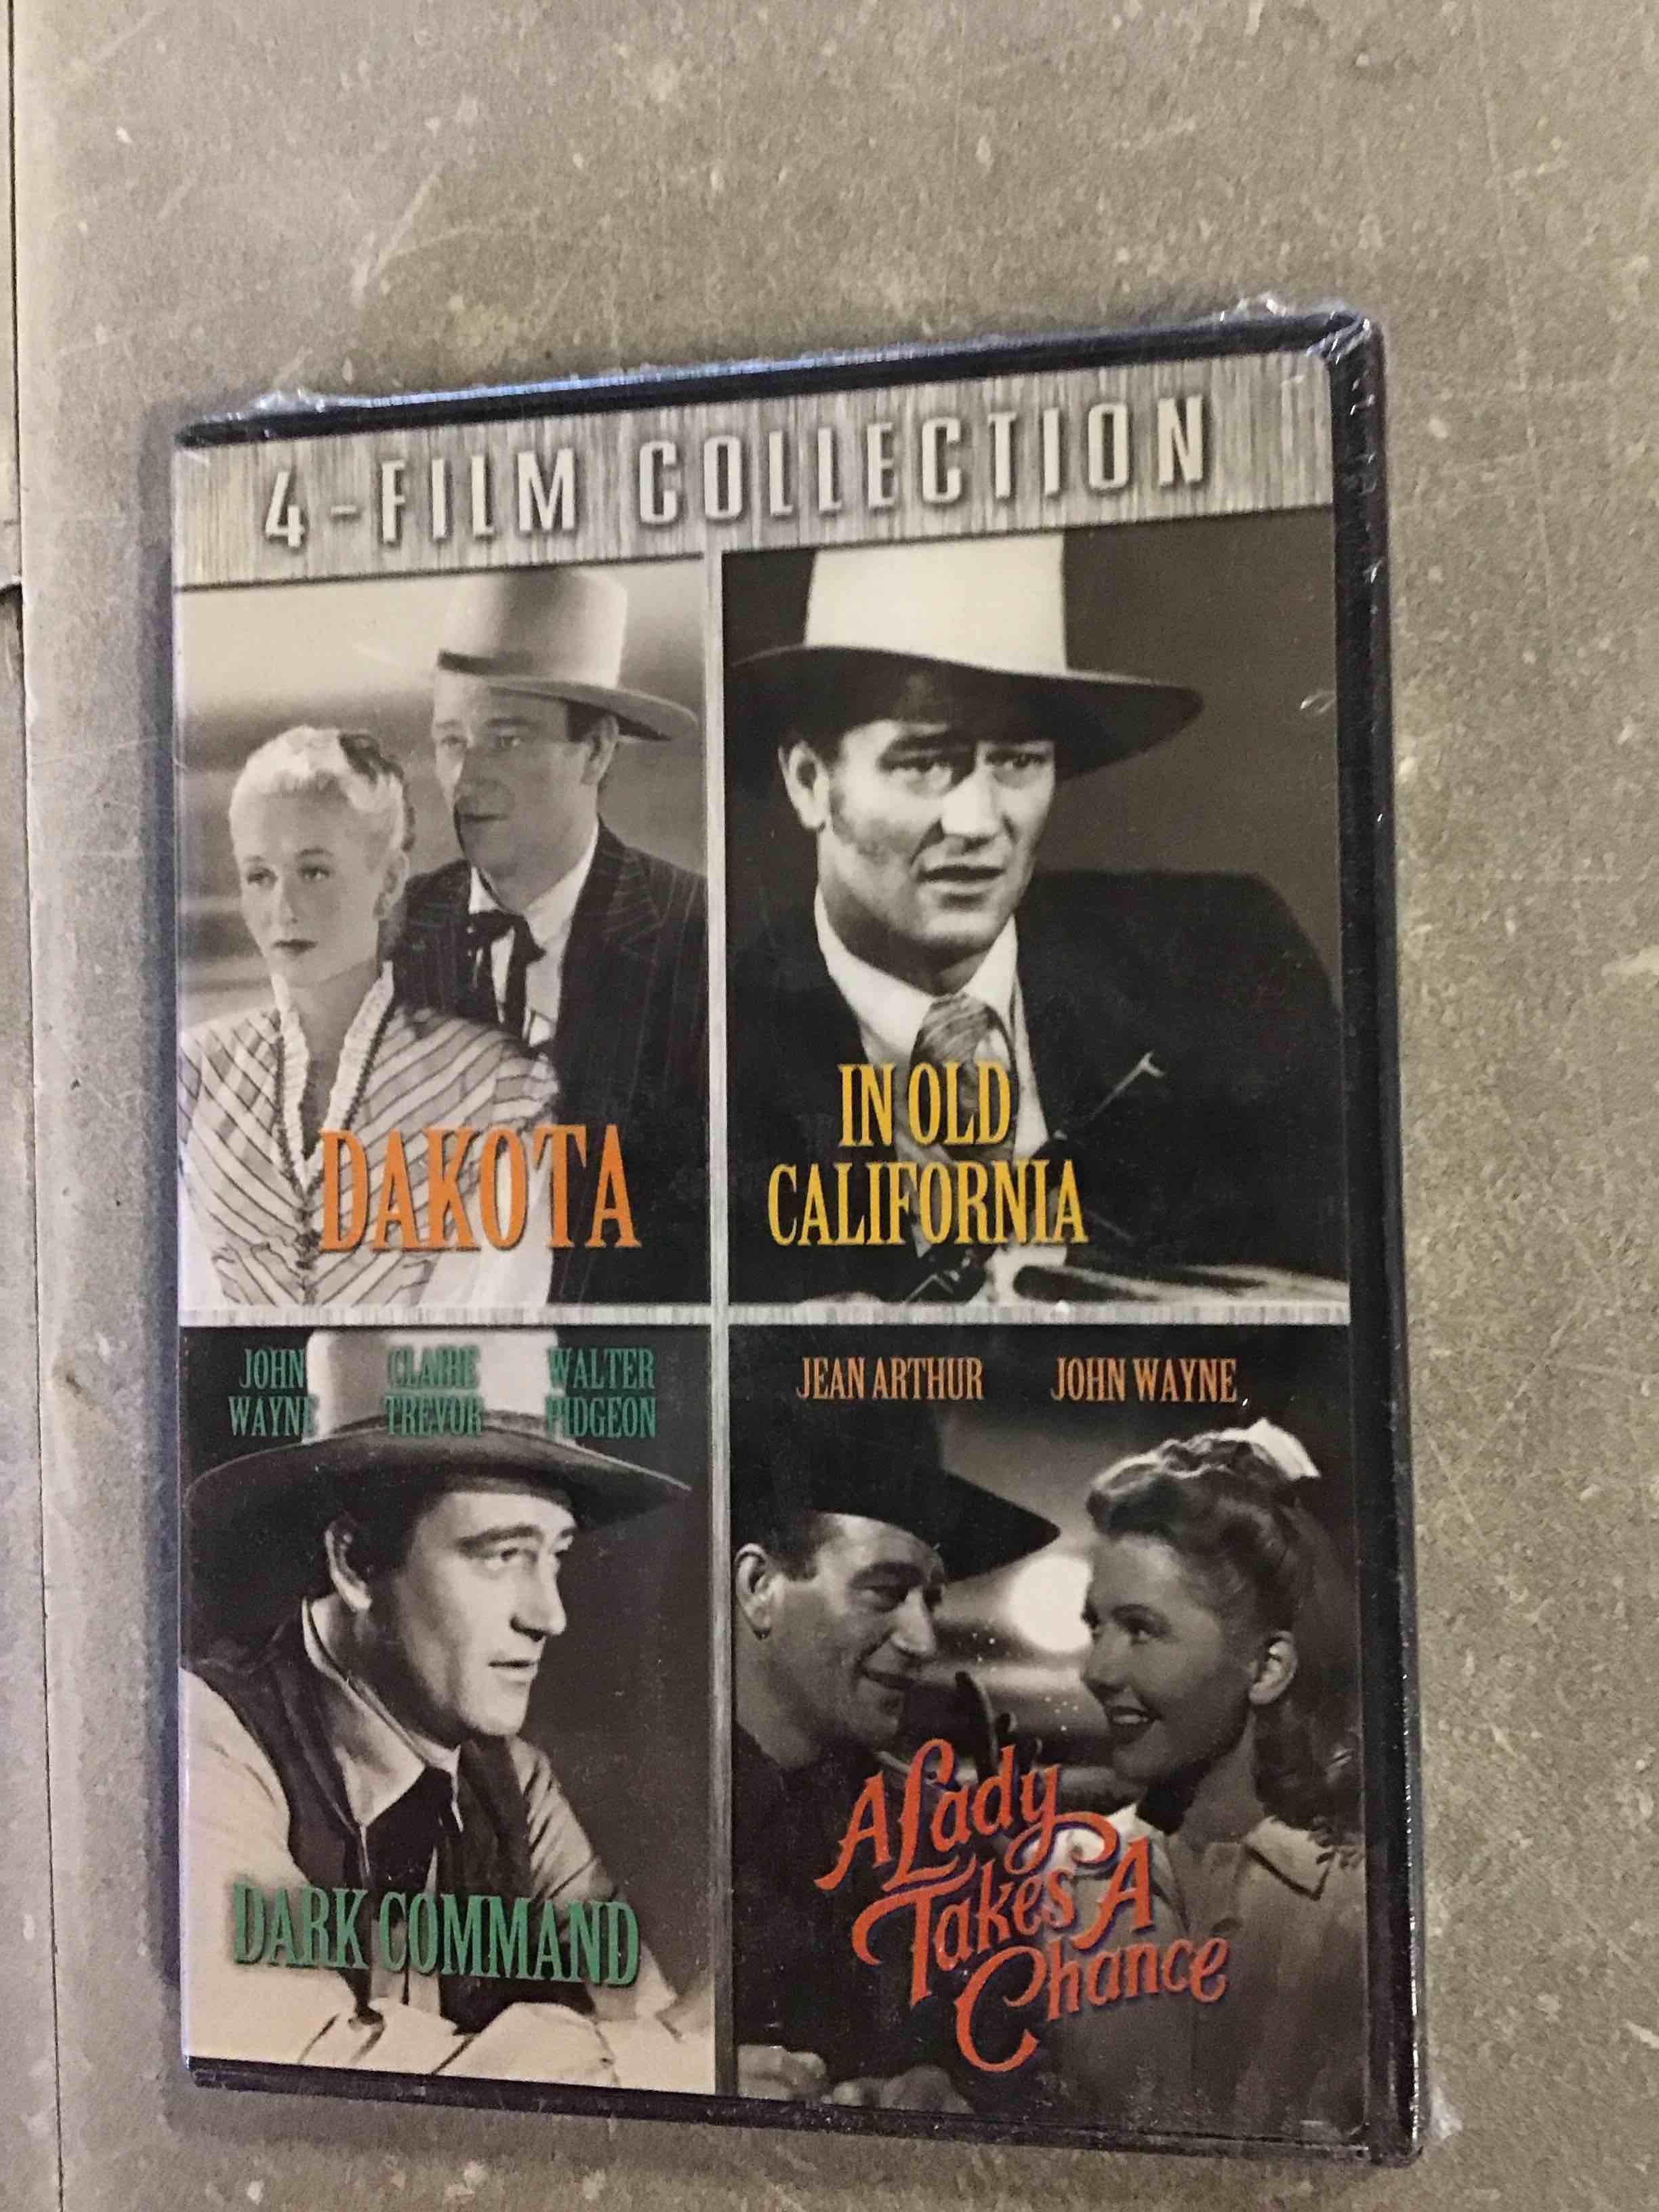 4-FILM COLLECTION
DAKOTA
IN OLD
CALIFORNIA
JOHN WAYNE
CLAIRE TREVOR
WALTER PIDGEON
DARK COMMAND
JEAN ARTHUR JOHN WAYNE
A Lady
Takes A
Chance